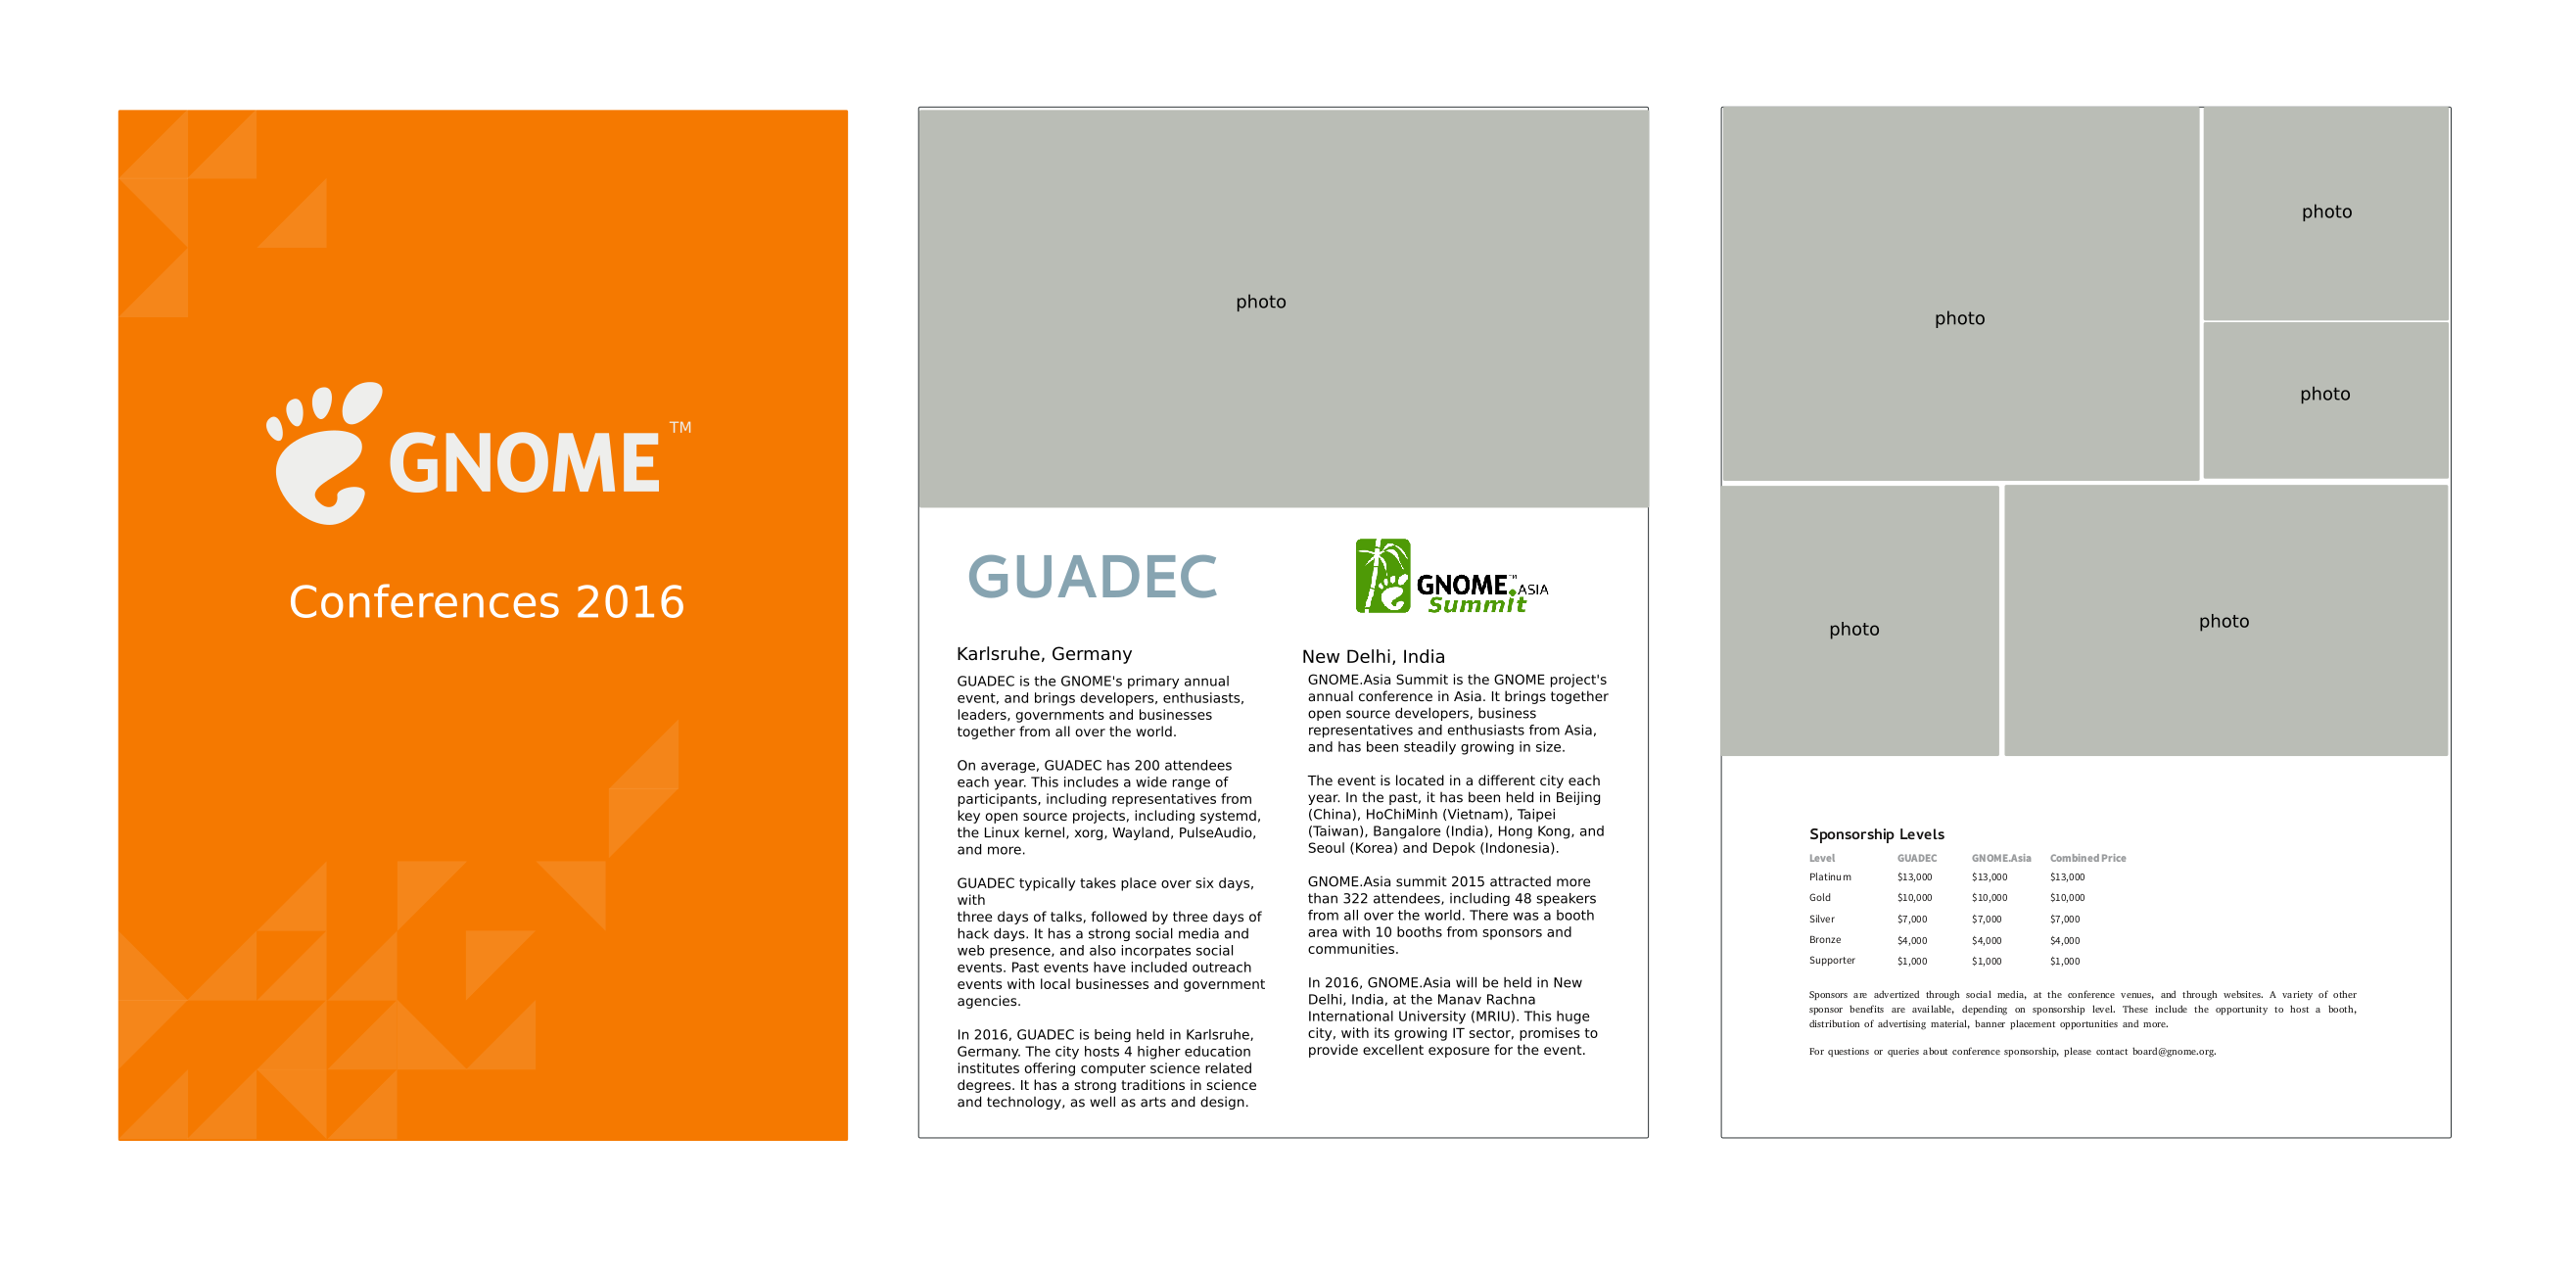 GNOME™
Conferences 2016
photo
GUADEC
GNOME™.ASIA
Summit
Karlsruhe, Germany
GUADEC is the GNOME's primary annual
event, and brings developers, enthusiasts,
leaders, governments and businesses
together from all over the world.
On average, GUADEC has 200 attendees
each year. This includes a wide range of
participants, including representatives from
key open source projects, including systemd,
the Linux kernel, xorg, Wayland, PulseAudio,
and more.
GUADEC typically takes place over six days,
with
three days of talks, followed by three days of
hack days. It has a strong social media and
web presence, and also incorpates social
events. Past events have included outreach
events with local businesses and government
agencies.
In 2016, GUADEC is being held in Karlsruhe,
Germany. The city hosts 4 higher education
institutes offering computer science related
degrees. It has a strong traditions in science
and technology, as well as arts and design.
New Delhi, India
GNOME.Asia Summit is the GNOME project's
annual conference in Asia. It brings together
open source developers, business
representatives and enthusiasts from Asia,
and has been steadily growing in size.
The event is located in a different city each
year. In the past, it has been held in Beijing
(China), HoChiMinh (Vietnam), Taipei
(Taiwan), Bangalore (India), Hong Kong, and
Seoul (Korea) and Depok (Indonesia).
GNOME.Asia summit 2015 attracted more
than 322 attendees, including 48 speakers
from all over the world. There was a booth
area with 10 booths from sponsors and
communities.
In 2016, GNOME.Asia will be held in New
Delhi, India, at the Manav Rachna
International University (MRIU). This huge
city, with its growing IT sector, promises to
provide excellent exposure for the event.
photo
photo
photo
photo
photo
Sponsorship Levels
Level GUADEC GNOME.Asia Combined Price
Platinum $13,000 $13,000 $13,000
Gold $10,000 $10,000 $10,000
Silver $7,000 $7,000 $7,000
Bronze $4,000 $4,000 $4,000
Supporter $1,000 $1,000 $1,000
Sponsors are advertized through social media, at the conference venues, and through websites. A variety of other
sponsor benefits are available, depending on sponsorship level. These include the opportunity to host a booth,
distribution of advertising material, banner placement opportunities and more.
For questions or queries about conference sponsorship, please contact board@gnome.org.